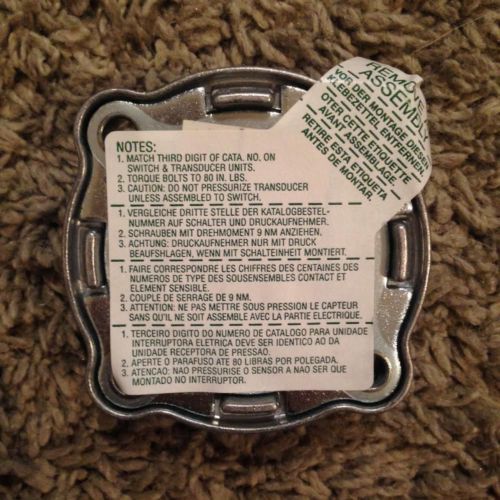 REMOVE
ASSEMBLY
VOR DER MONTAGE DIESEN
KLEBEZETTEL ENTFERNEN.
OTER CETTE ETIQUETTE
AVANT ASSEMBLAGE.
RETIRE ESTA ETIQUETA
ANTES DE MONTAR.
NOTES:
1. MATCH THIRD DIGIT OF CATA. NO. ON
SWITCH & TRANSDUCER UNITS.
2. TORQUE BOLTS TO 80 IN. LBS.
3. CAUTION: DO NOT PRESSURIZE TRANSDUCER
UNLESS ASSEMBLED TO SWITCH.
1. VERGLEICHE DRITTE STELLE DER KATALOGBESTEL-
NUMMER AUF SCHALTER UND DRUCKAUFNEHMER.
2. SCHRAUBEN MIT DREHMOMENT 9 NM ANZIEHEN.
3. ACHTUNG: DRUCKAUFNEHMER NUR MIT DRUCK
BEAUFSHLAGEN, WENN MIT SCHALTEINHEIT MONTIERT.
1. FAIRE CORRESPONDRE LES CHIFFRES DES CENTAINES DES
NUMEROS DE TYPE DES SOUSENSEMBLES CONTACT ET
ELEMENT SENSIBLE.
2. COUPLE DE SERRAGE DE 9 NM.
3. ATTENTION: NE PAS METTRE SOUS PRESSION LE CAPTEUR
SANS QU'IL NE SOIT ASSEMBLE AVEC LA PARTIE ELECTRIQUE.
1. TERCEIRO DIGITO DO NUMERO DE CATALOGO PARA UNIDADE
INTERRUPTORA ELETRICA DEVE SER IDENTICO AO DA
UNIDADE RECEPTORA DE PRESSÃO.
2. APERTE O PARAFUSO ATE 80 LIBRAS POR POLEGADA.
3. ATENCAO: NAO PRESSURISE O SENSOR A NAO SER QUE
MONTADO NO INTERRUPTOR.